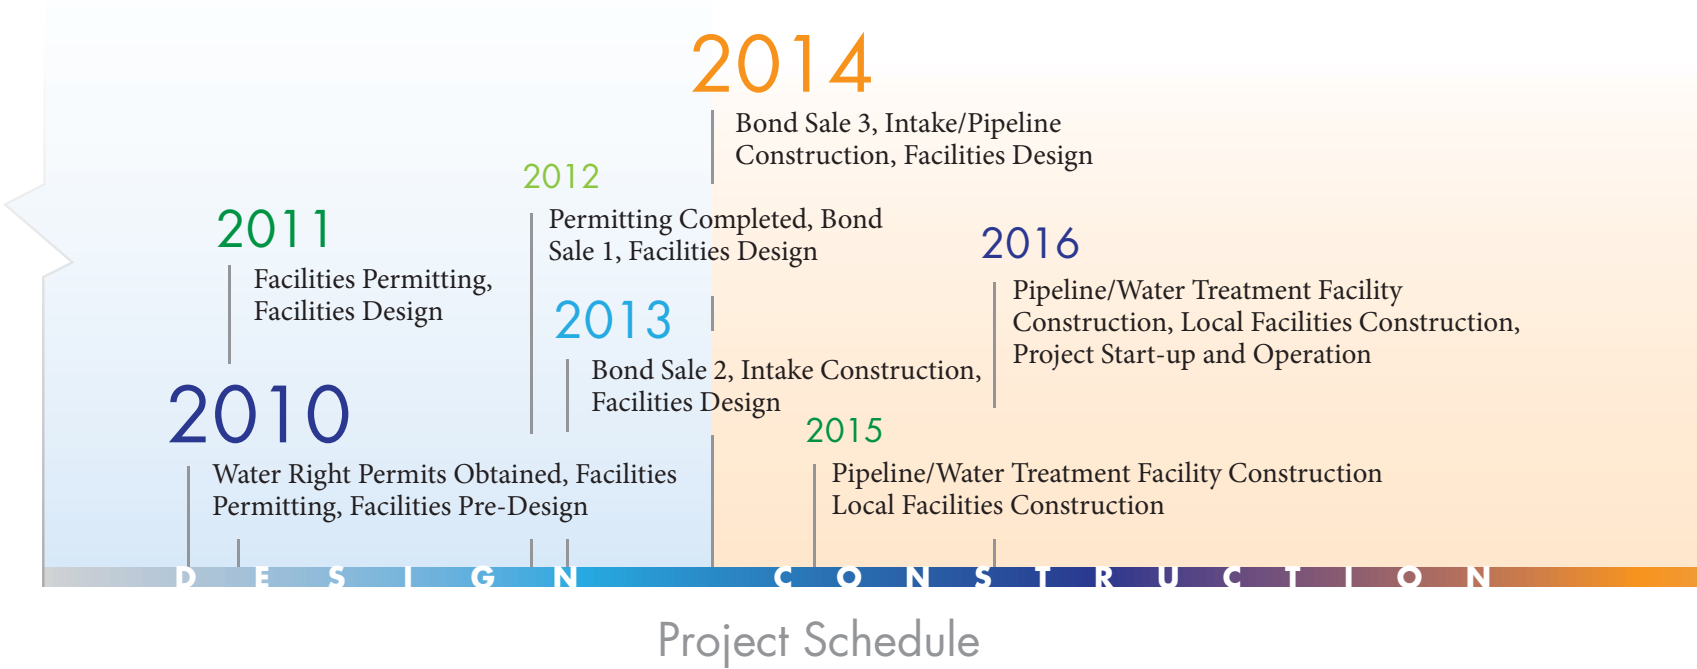 2014
Bond Sale 3, Intake/Pipeline
Construction, Facilities Design
2012
Permitting Completed, Bond
Sale 1, Facilities Design
2011
Facilities Permitting,
Facilities Design
2016
Pipeline/Water Treatment Facility
Construction, Local Facilities Construction,
Project Start-up and Operation
2013
Bond Sale 2, Intake Construction,
Facilities Design
2010
Water Right Permits Obtained, Facilities
Permitting, Facilities Pre-Design
2015
Pipeline/Water Treatment Facility Construction
Local Facilities Construction
DESIGN CONSTRUCTION
Project Schedule